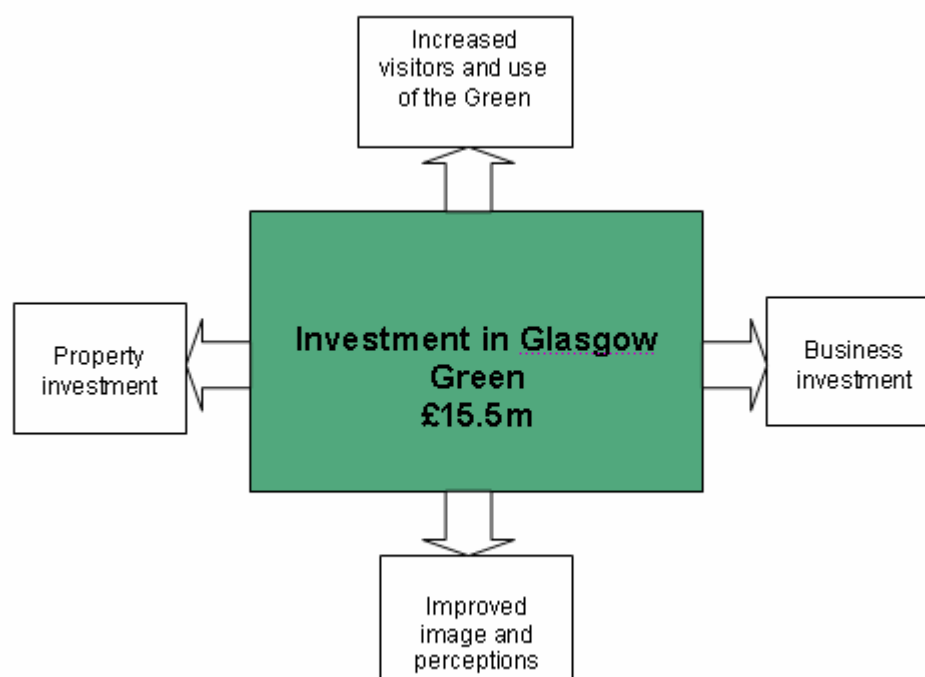 Increased
visitors and use
of the Green
Investment in Glasgow
Green
£15.5m
Property
investment
Business
investment
Improved
image and
perceptions